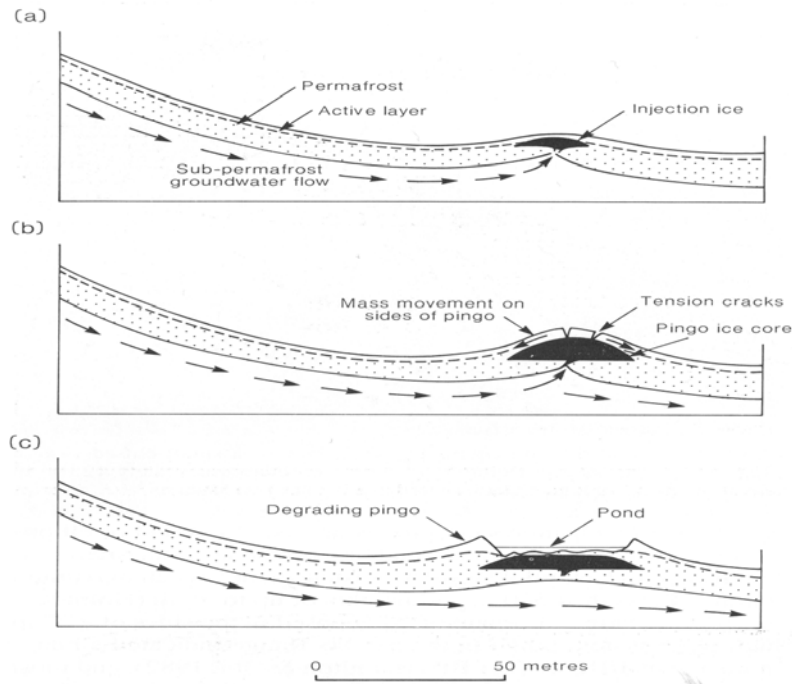 (a)
Permafrost
Active layer
Injection ice
Sub-permafrost
groundwater flow
(b)
Mass movement on
sides of pingo
Tension cracks
Pingo ice core
(c)
Degrading pingo
Pond
0
50 metres